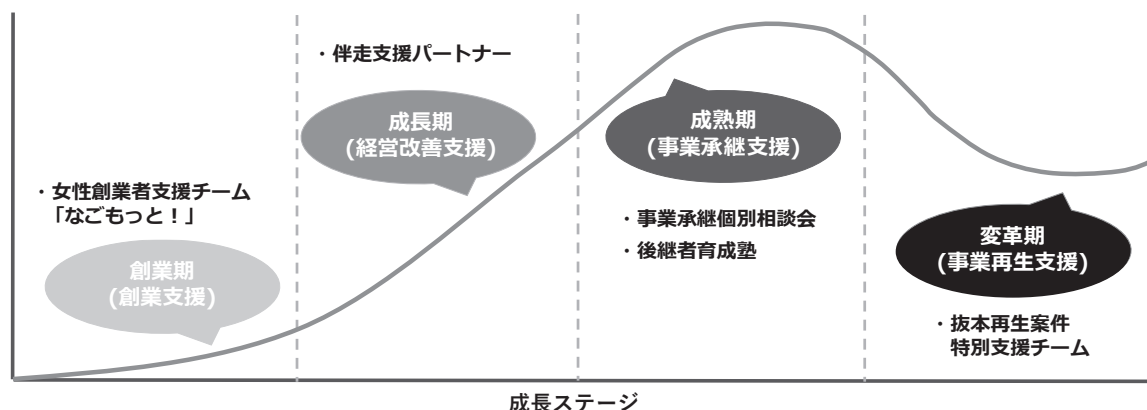 ・女性創業者支援チーム
「なごもっと！」
創業期
(創業支援)
・伴走支援パートナー
成長期
(経営改善支援)
成熟期
(事業承継支援)
・事業承継個別相談会
・後継者育成塾
変革期
(事業再生支援)
・抜本再生案件
特別支援チーム
成長ステージ